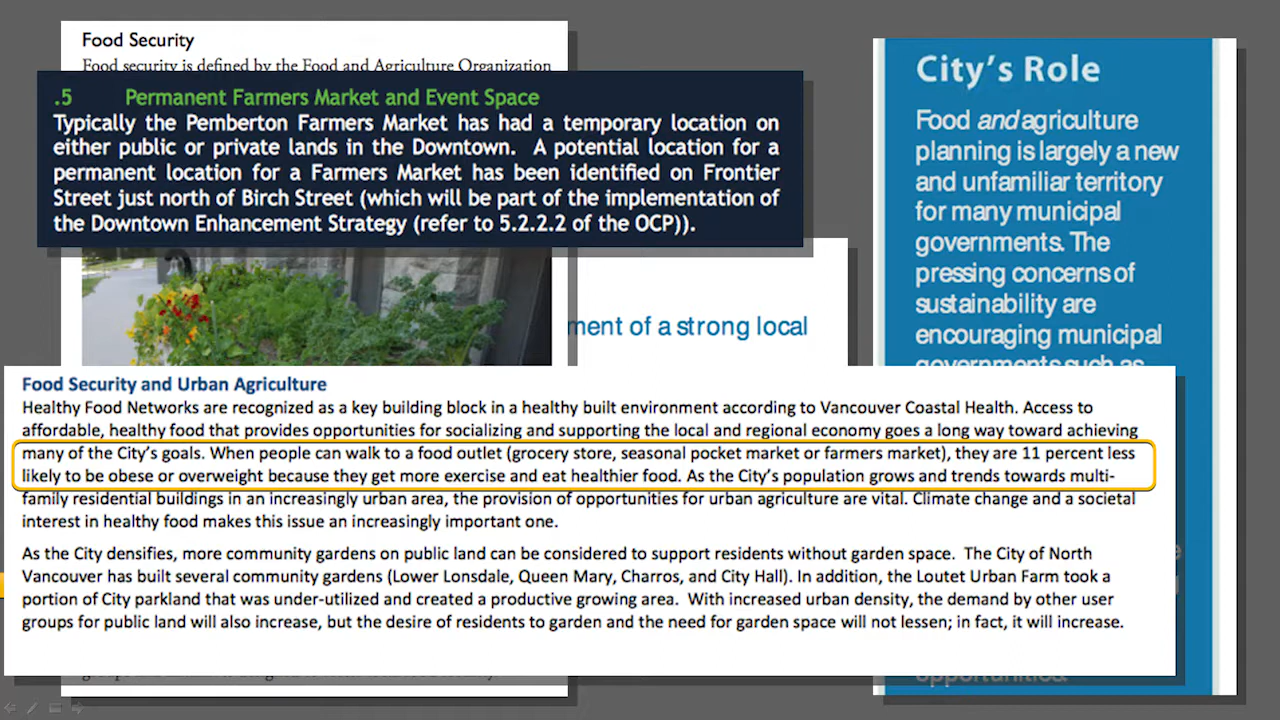 Food Security
Food security is defined by the Food and Agriculture Organization
.5 Permanent Farmers Market and Event Space
Typically the Pemberton Farmers Market has had a temporary location on
either public or private lands in the Downtown. A potential location for a
permanent location for a Farmers Market has been identified on Frontier
Street just north of Birch Street (which will be part of the implementation of
the Downtown Enhancement Strategy (refer to 5.2.2.2 of the OCP)).
ment of a strong local
City's Role
Food and agriculture
planning is largely a new
and unfamiliar territory
for many municipal
governments. The
pressing concerns of
sustainability are
encouraging municipal
governments such as
opportunities.
Food Security and Urban Agriculture
Healthy Food Networks are recognized as a key building block in a healthy built environment according to Vancouver Coastal Health. Access to
affordable, healthy food that provides opportunities for socializing and supporting the local and regional economy goes a long way toward achieving
many of the City's goals. When people can walk to a food outlet (grocery store, seasonal pocket market or farmers market), they are 11 percent less
likely to be obese or overweight because they get more exercise and eat healthier food. As the City's population grows and trends towards multi-
family residential buildings in an increasingly urban area, the provision of opportunities for urban agriculture are vital. Climate change and a societal
interest in healthy food makes this issue an increasingly important one.
As the City densifies, more community gardens on public land can be considered to support residents without garden space. The City of North
Vancouver has built several community gardens (Lower Lonsdale, Queen Mary, Charros, and City Hall). In addition, the Loutet Urban Farm took a
portion of City parkland that was under-utilized and created a productive growing area. With increased urban density, the demand by other user
groups for public land will also increase, but the desire of residents to garden and the need for garden space will not lessen; in fact, it will increase.